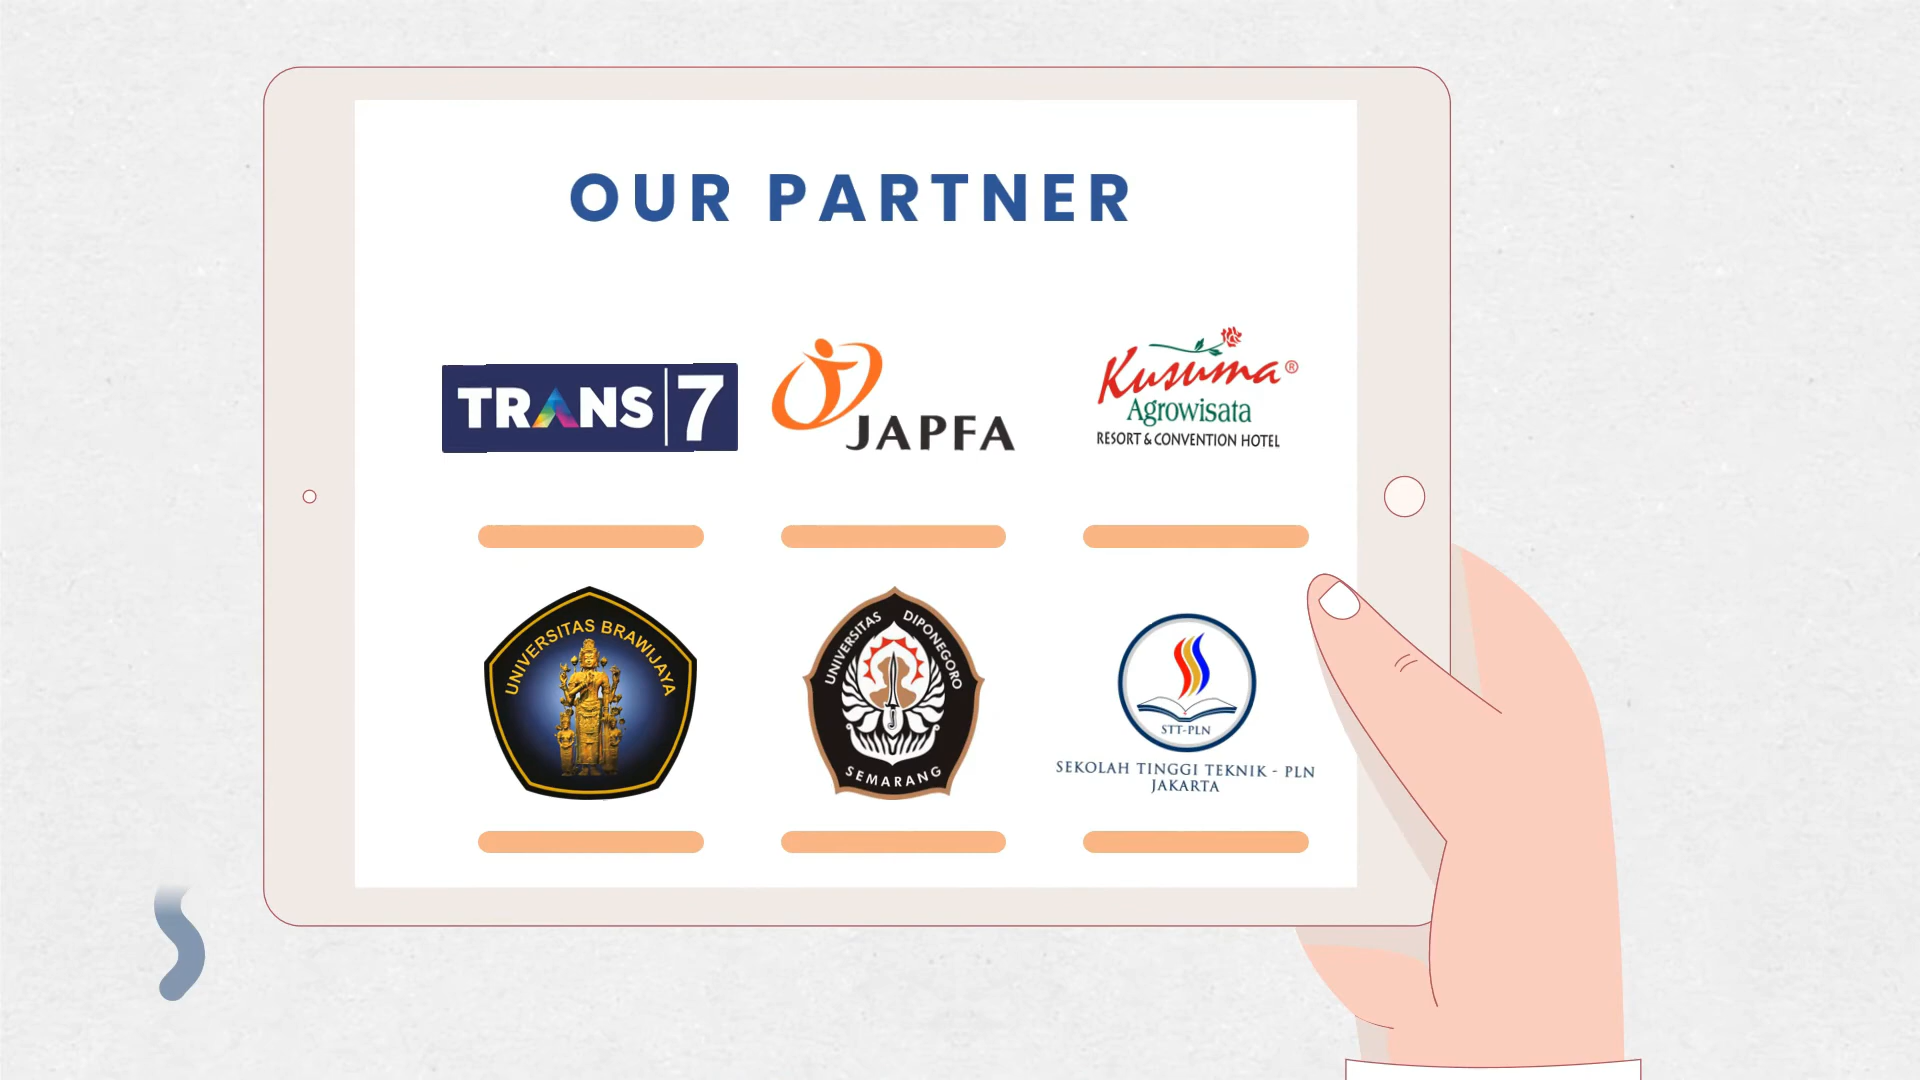 OUR PARTNER
TRANS 7
JAPFA
Kusuma ®
Agrowisata
RESORT & CONVENTION HOTEL
UNIVERSITAS BRAWIJAYA
UNIVERSITAS DIPONEGORO
SEMARANG
STT-PLN
SEKOLAH TINGGI TEKNIK - PLN
JAKARTA